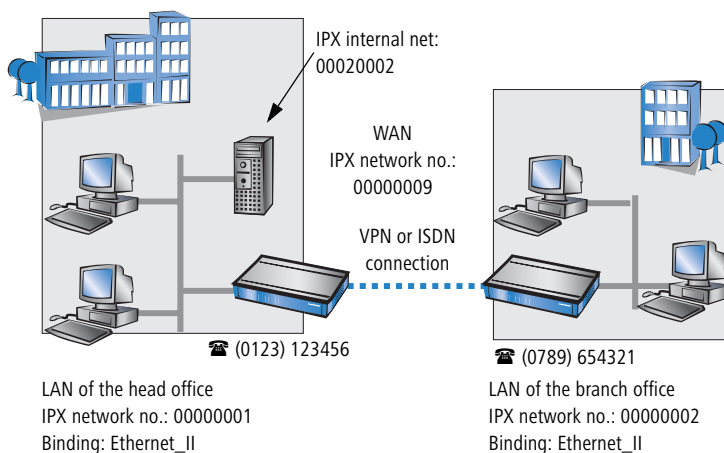 IPX internal net:
00020002
WAN
IPX network no.:
00000009
VPN or ISDN
connection
☎ (0123) 123456
☎ (0789) 654321
LAN of the head office
IPX network no.: 00000001
Binding: Ethernet_II
LAN of the branch office
IPX network no.: 00000002
Binding: Ethernet_II